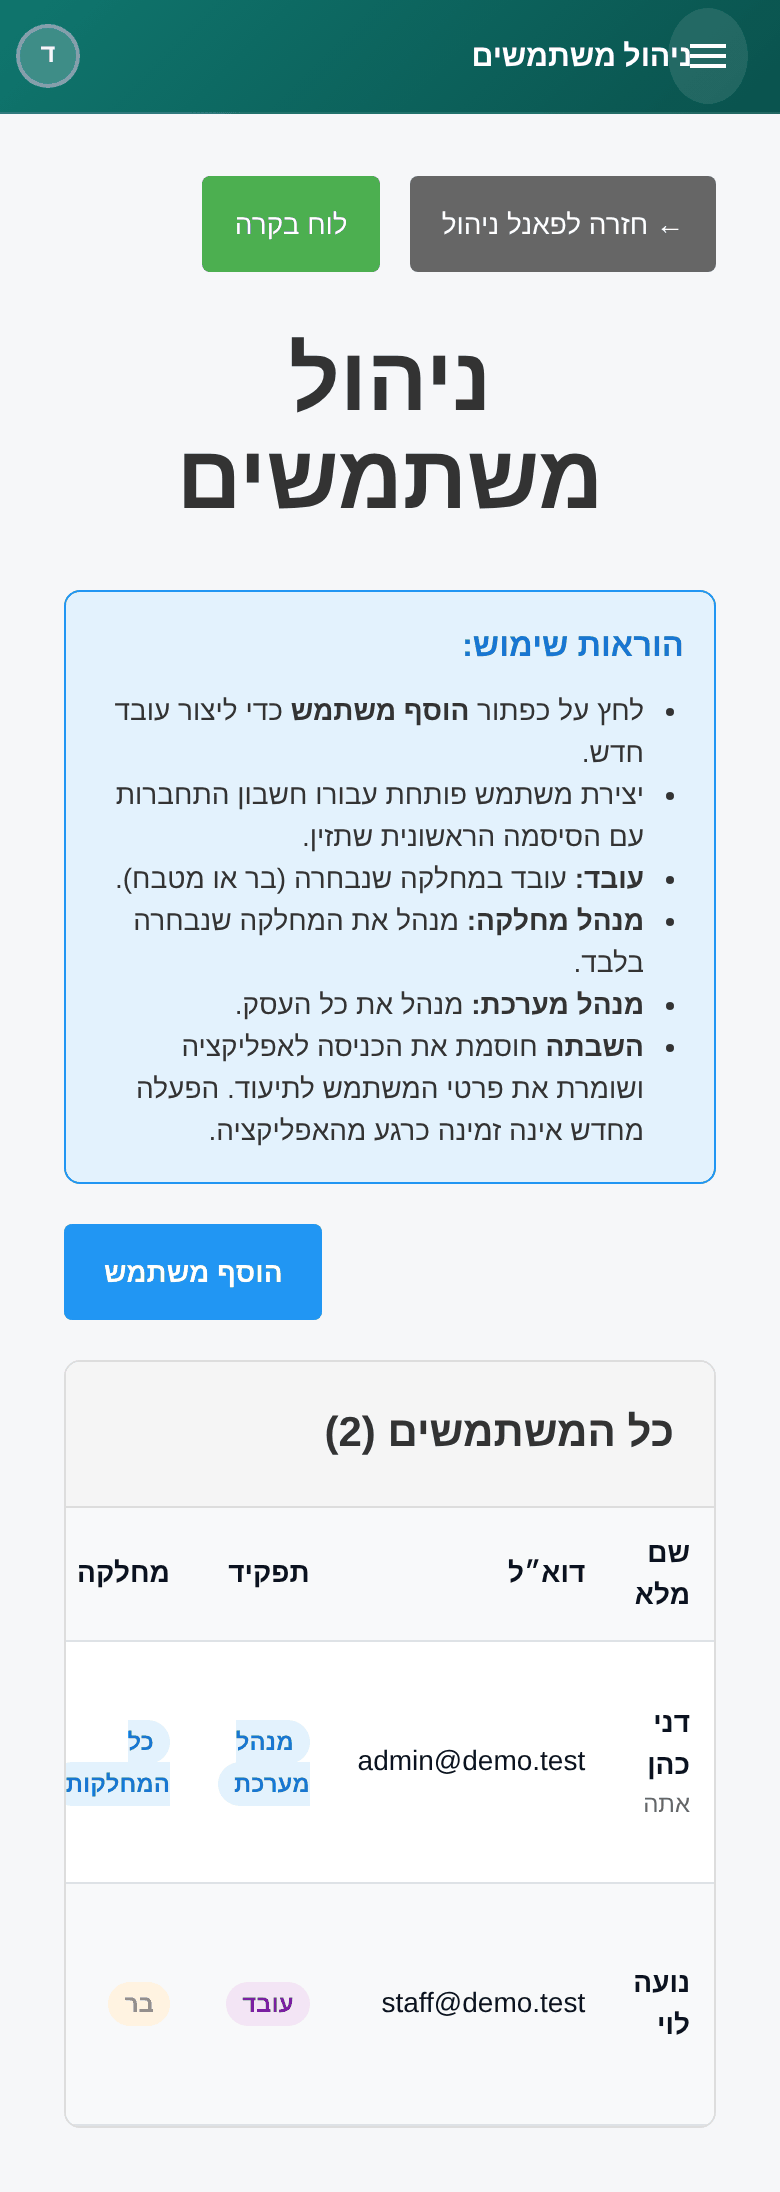 ניהול משתמשים
ד
← חזרה לפאנל ניהול
לוח בקרה
ניהול
משתמשים
הוראות שימוש:
• לחץ על כפתור הוסף משתמש כדי ליצור עובד
חדש.
• יצירת משתמש פותחת עבורו חשבון התחברות
עם הסיסמה הראשונית שתזין.
• עובד: עובד במחלקה שנבחרה (בר או מטבח).
• מנהל מחלקה: מנהל את המחלקה שנבחרה
בלבד.
• מנהל מערכת: מנהל את כל העסק.
• השבתה חוסמת את הכניסה לאפליקציה
ושומרת את פרטי המשתמש לתיעוד. הפעלה
מחדש אינה זמינה כרגע מהאפליקציה.
הוסף משתמש
כל המשתמשים (2)
שם
מלא
דוא״ל
תפקיד
מחלקה
דני
כהן
אתה
admin@demo.test
מנהל
מערכת
כל
המחלקות
נועה
לוי
staff@demo.test
עובד
בר